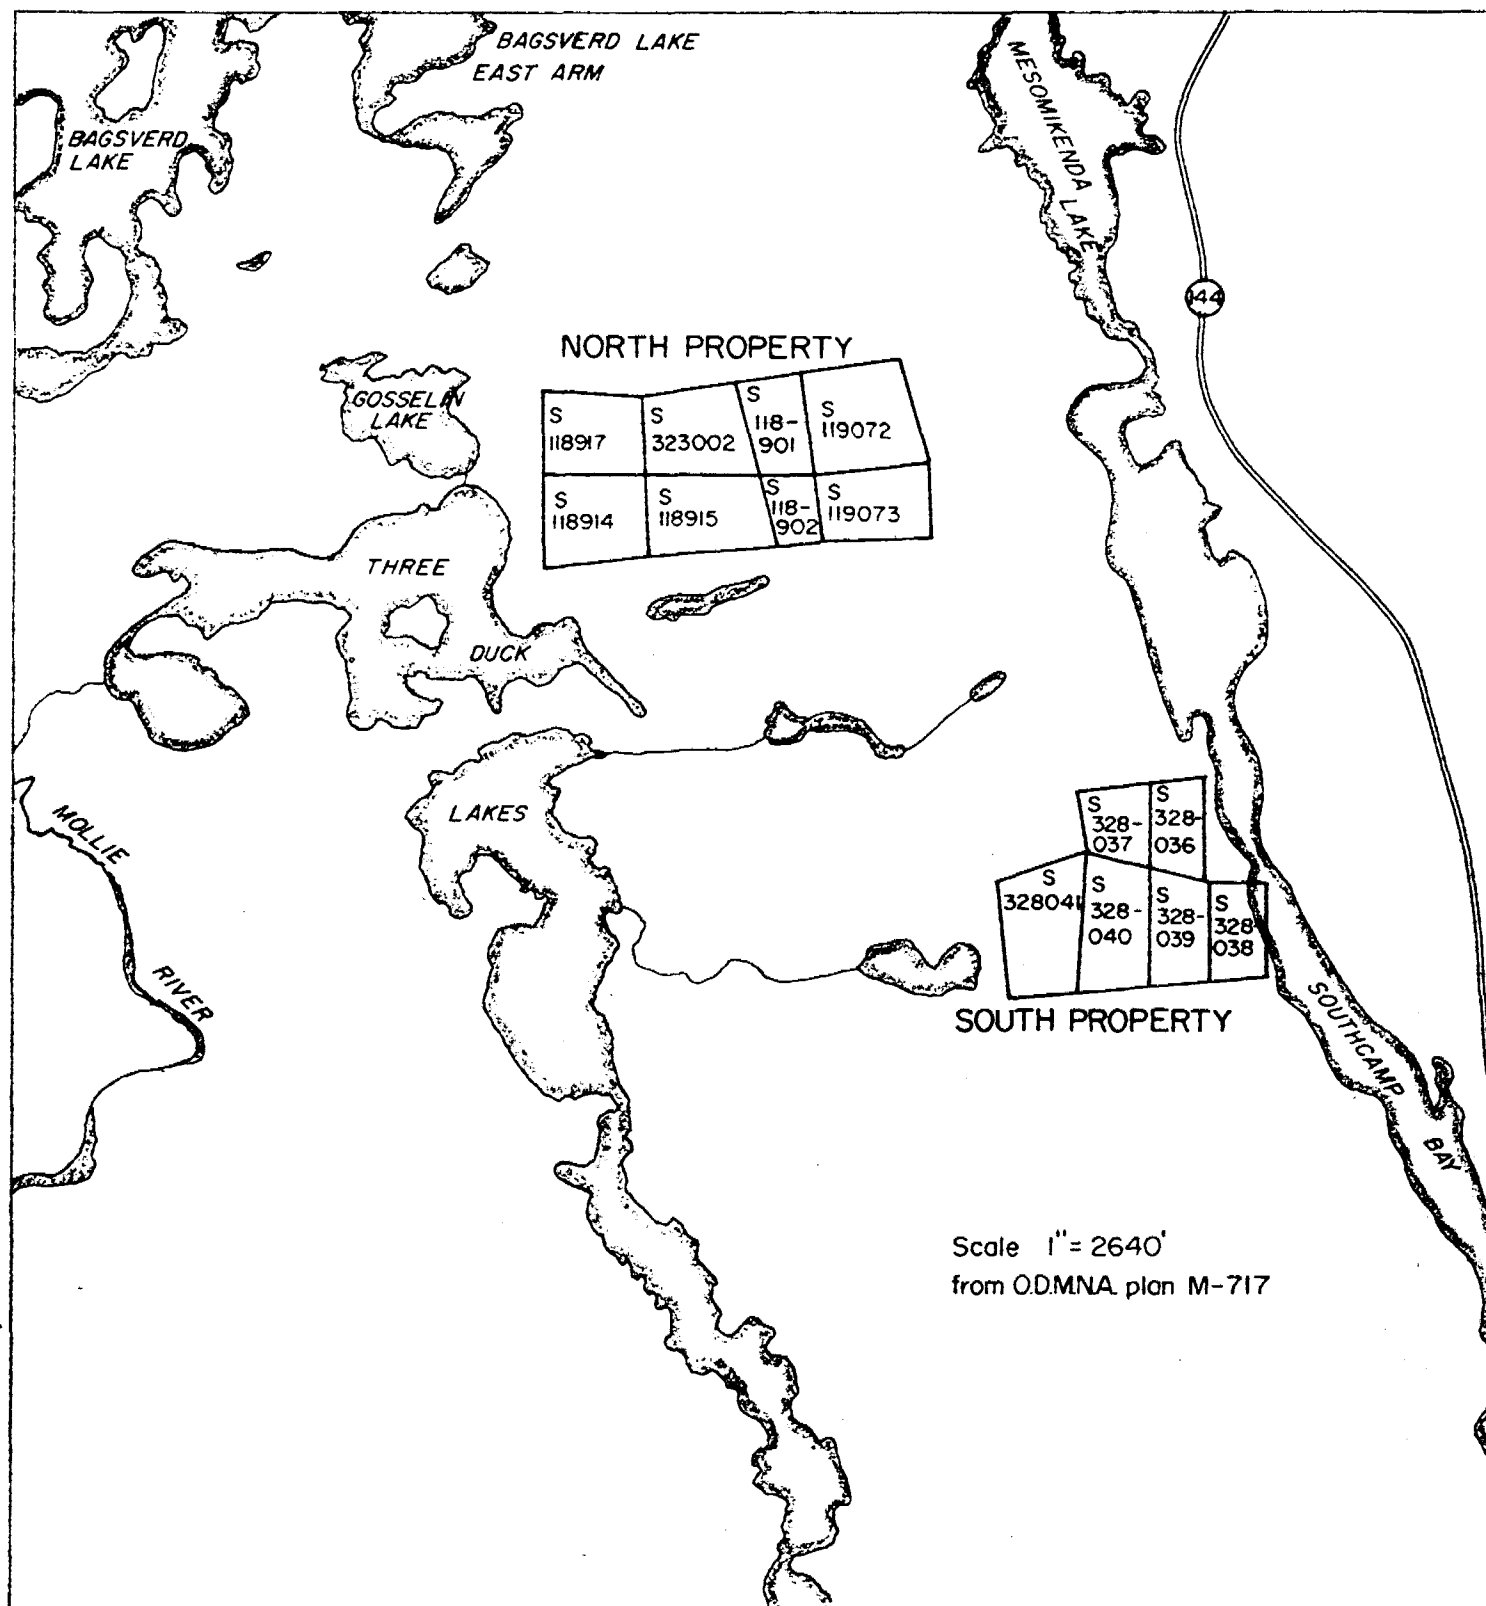 BAGSVERD LAKE
EAST ARM
BAGSVERD
LAKE
MESOMIKENDA
LAKE
144
NORTH PROPERTY
GOSSELIN
LAKE
S
118917
S
323002
S
118-
901
S
119072
S
118914
S
118915
S
118-
902
S
119073
THREE
DUCK
LAKES
MOLLIE
RIVER
S
328-
037
S
328-
036
S
328041
S
328-
040
S
328-
039
S
328-
038
SOUTH PROPERTY
SOUTHCAMP
BAY
Scale 1" = 2640'
from O.D.M.N.A. plan M-717